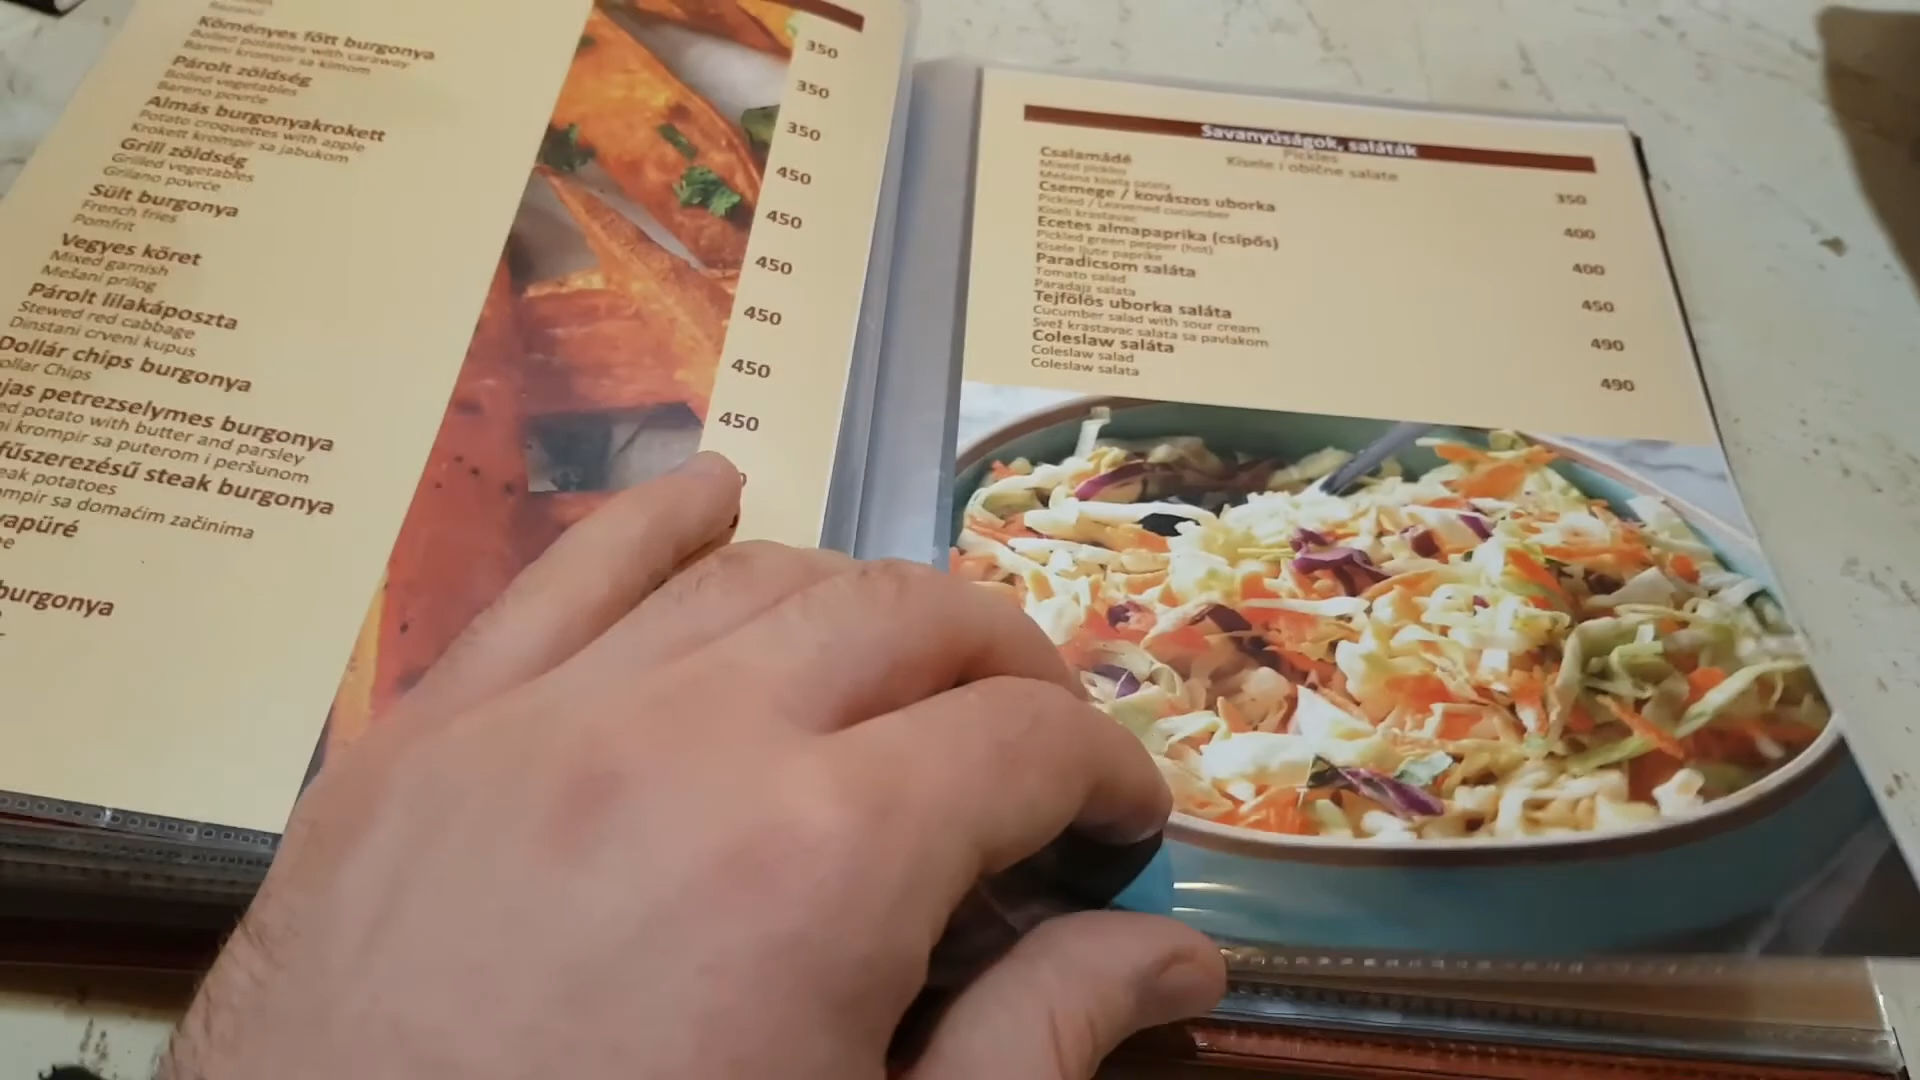 Rezanci
Köményes főtt burgonya
Boiled potatoes with caraway
Bareni krompir sa kimom
Párolt zöldség
Boiled vegetables
Bareno povrće
Almás burgonyakrokett
Potato croquettes with apple
Krokett krompir sa jabukom
Grill zöldség
Grilled vegetables
Grilano povrće
Sült burgonya
French fries
Pomfrit
Vegyes köret
Mixed garnish
Mešani prilog
Párolt lilakáposzta
Stewed red cabbage
Dinstani crveni kupus
Dollár chips burgonya
ollar Chips
jas petrezselymes burgonya
ed potato with butter and parsley
ni krompir sa puterom i peršunom
fűszerezésű steak burgonya
eak potatoes
ompir sa domaćim začinima
yapüré
e
burgonya
350
350
350
450
450
450
450
450
450
Savanyúságok, saláták
Pickles
Kisele i obične salate
Csalamádé
Mixed pickles
Mešana kisela salata
350
Csemege / kovászos uborka
Pickled / Leavened cucumber
Kiseli krastavac
400
Ecetes almapaprika (csípős)
Pickled green pepper (hot)
Kisele ljute paprike
400
Paradicsom saláta
Tomato salad
Paradajz salata
450
Tejfölös uborka saláta
Cucumber salad with sour cream
Svež krastavac salata sa pavlakom
490
Coleslaw saláta
Coleslaw salad
Coleslaw salata
490